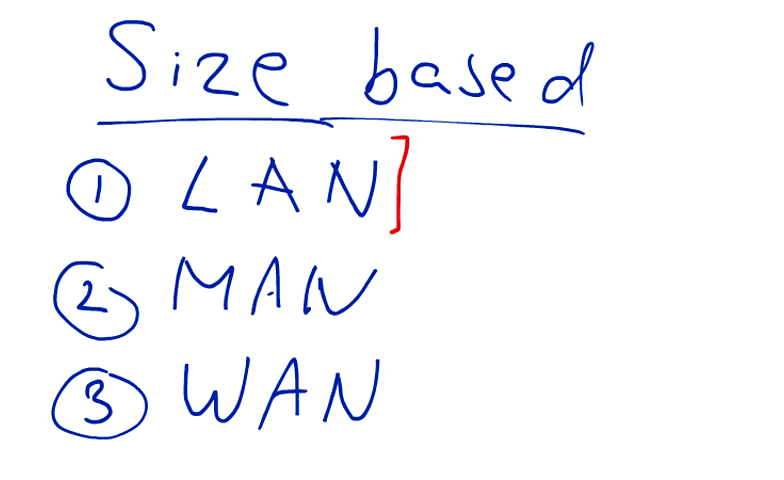 Size based
① LAN]
② MAN
③ WAN